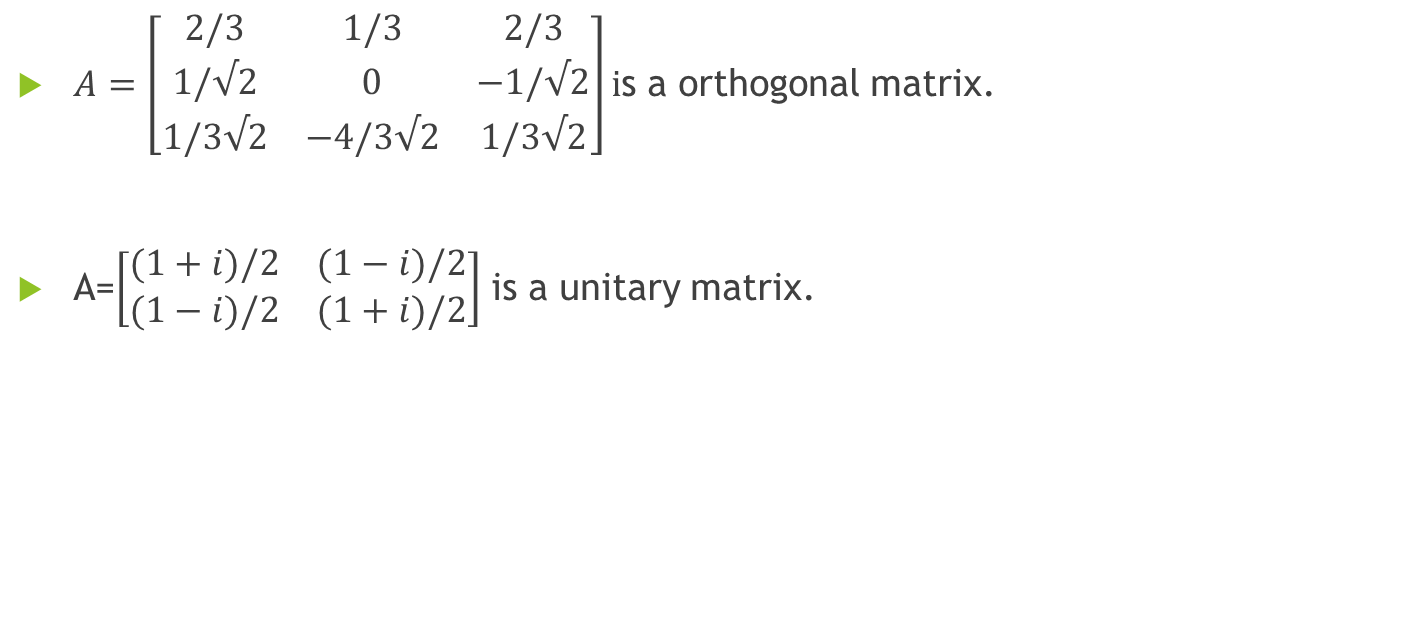 2/3 1/3 2/3
A = 1/√2 0 −1/√2 is a orthogonal matrix.
1/3√2 −4/3√2 1/3√2
(1 + i)/2 (1 − i)/2
A= is a unitary matrix.
(1 − i)/2 (1 + i)/2